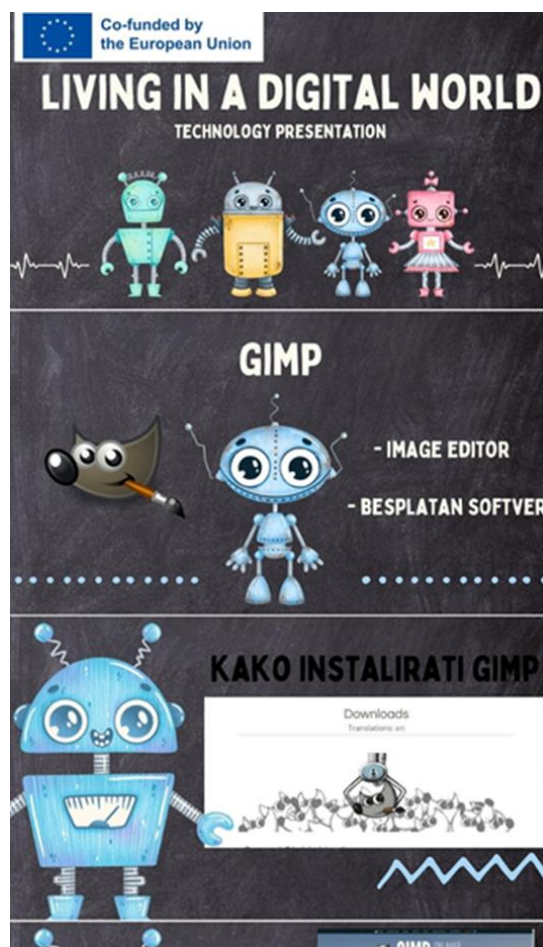 Co-funded by
the European Union
LIVING IN A DIGITAL WORLD
TECHNOLOGY PRESENTATION
GIMP
- IMAGE EDITOR
- BESPLATAN SOFTVER
KAKO INSTALIRATI GIMP
Downloads
Translations: en
GIMP